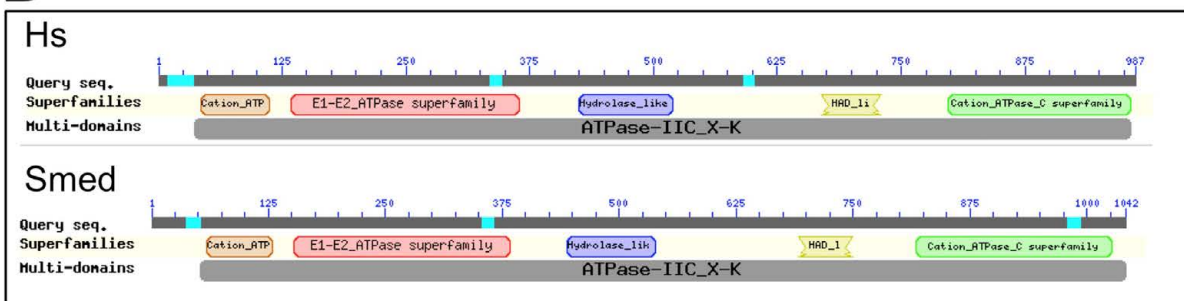 Hs
1 125 250 375 500 625 750 875 987
Query seq.
Superfamilies Cation_ATP E1-E2_ATPase superfamily Hydrolase_like HAD_li Cation_ATPase_C superfamily
Multi-domains ATPase-IIC_X-K
Smed
1 125 250 375 500 625 750 875 1000 1042
Query seq.
Superfamilies Cation_ATP E1-E2_ATPase superfamily Hydrolase_lik HAD_l Cation_ATPase_C superfamily
Multi-domains ATPase-IIC_X-K